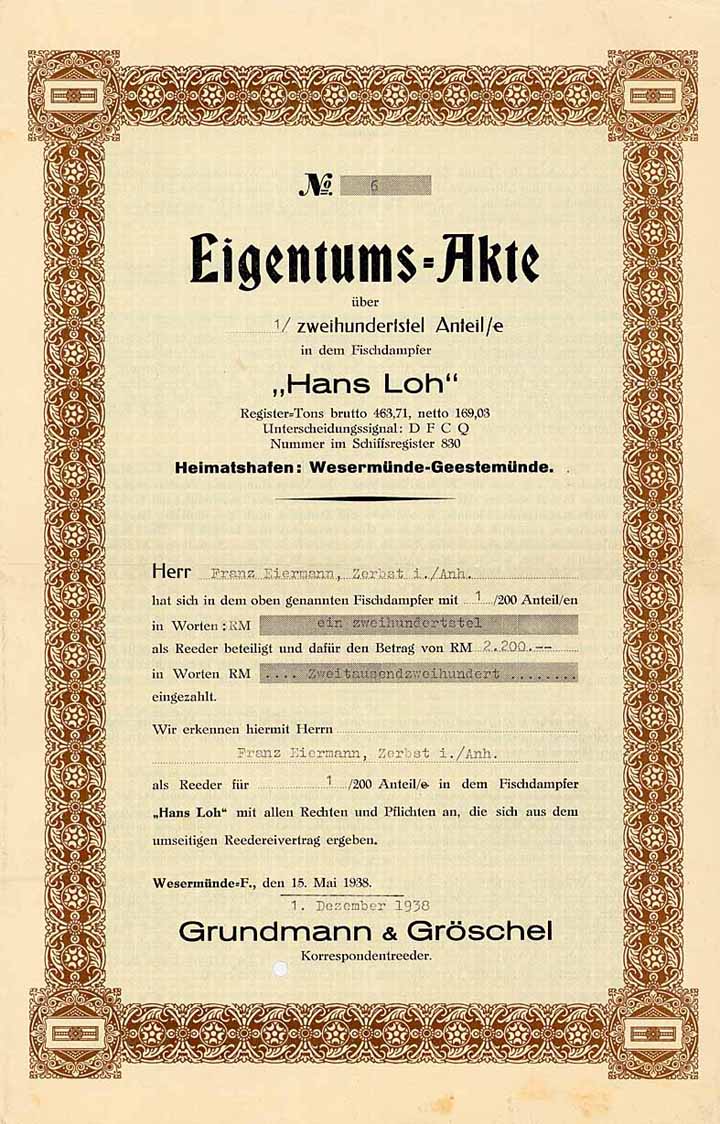 No. 6
Eigentums=Akte
über
1/ zweihundertstel Anteil/e
in dem Fischdampfer
„Hans Loh“
Register=Tons brutto 463,71, netto 169,03
Unterscheidungssignal: D F C Q
Nummer im Schiffsregister 830
Heimatshafen: Wesermünde-Geestemünde.
Herr Franz Eiermann, Zerbst i./Anh.
hat sich in dem oben genannten Fischdampfer mit 1 /200 Anteil/en
in Worten: RM ein zweihundertstel
als Reeder beteiligt und dafür den Betrag von RM 2.200.--
in Worten RM .... Zweitausendzweihundert ........
eingezahlt.
Wir erkennen hiermit Herrn
Franz Eiermann, Zerbst i./Anh.
als Reeder für 1 /200 Anteil/e in dem Fischdampfer
„Hans Loh“ mit allen Rechten und Pflichten an, die sich aus dem
umseitigen Reedereivertrag ergeben.
Wesermünde=F., den 15. Mai 1938.
1. Dezember 1938
Grundmann & Gröschel
Korrespondentreeder.